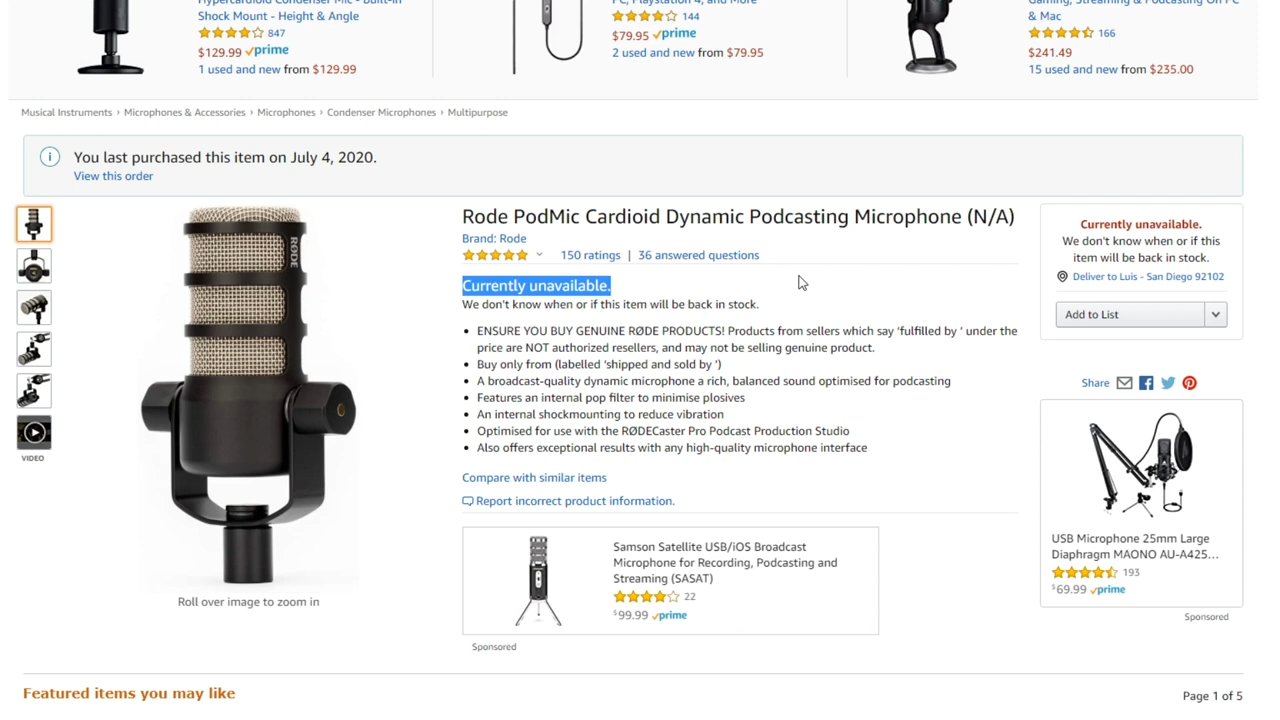 Hypercardioid Condenser Mic - Built-In
Shock Mount - Height & Angle
847
$129.99 prime
1 used and new from $129.99
PC, Playstation 4, and More
144
$79.95 prime
2 used and new from $79.95
Gaming, Streaming & Podcasting On PC
& Mac
166
$241.49
15 used and new from $235.00
Musical Instruments › Microphones & Accessories › Microphones › Condenser Microphones › Multipurpose
You last purchased this item on July 4, 2020.
View this order
VIDEO
RØDE
Roll over image to zoom in
Rode PodMic Cardioid Dynamic Podcasting Microphone (N/A)
Brand: Rode
150 ratings | 36 answered questions
Currently unavailable.
We don't know when or if this item will be back in stock.
• ENSURE YOU BUY GENUINE RØDE PRODUCTS! Products from sellers which say 'fulfilled by ' under the
price are NOT authorized resellers, and may not be selling genuine product.
• Buy only from (labelled 'shipped and sold by ')
• A broadcast-quality dynamic microphone a rich, balanced sound optimised for podcasting
• Features an internal pop filter to minimise plosives
• An internal shockmounting to reduce vibration
• Optimised for use with the RØDECaster Pro Podcast Production Studio
• Also offers exceptional results with any high-quality microphone interface
Compare with similar items
Report incorrect product information.
Samson Satellite USB/iOS Broadcast
Microphone for Recording, Podcasting and
Streaming (SASAT)
22
$99.99 prime
Sponsored
Currently unavailable.
We don't know when or if this
item will be back in stock.
Deliver to Luis - San Diego 92102
Add to List
Share
USB Microphone 25mm Large
Diaphragm MAONO AU-A425...
193
$69.99 prime
Sponsored
Featured items you may like
Page 1 of 5